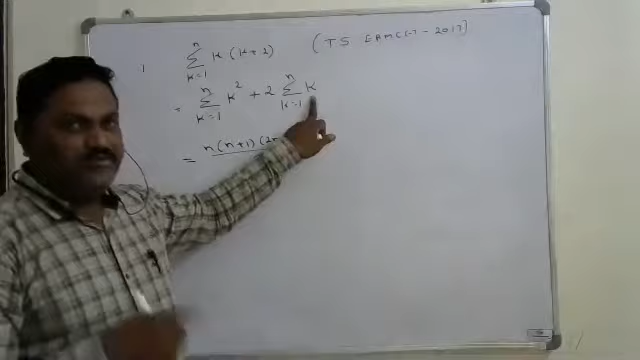 1 n∑k=1 k (k+2) (TS EAMCET - 2017)
= n∑k=1 k² + 2 n∑k=1 k
= n(n+1)(2